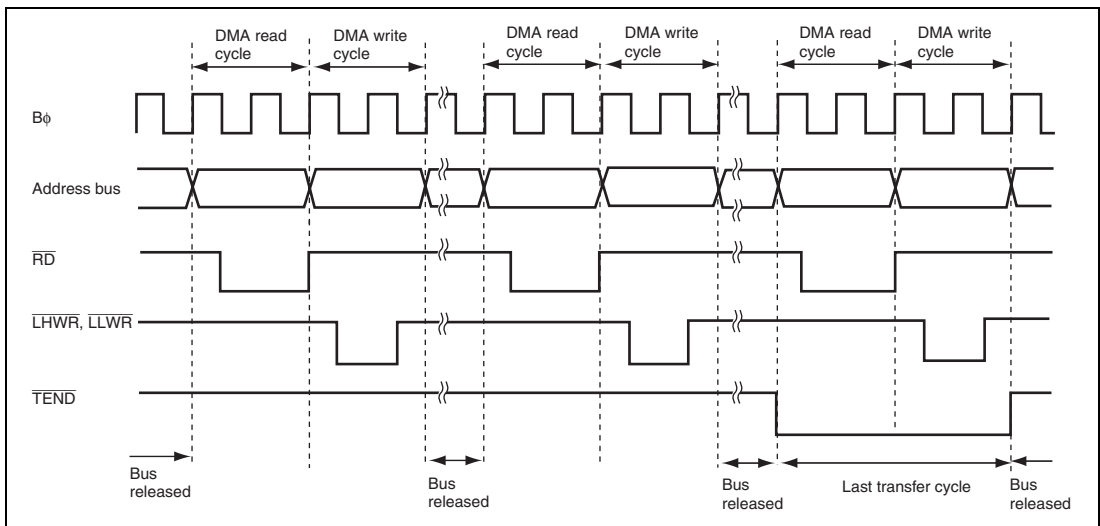 DMA read
cycle
DMA write
cycle
DMA read
cycle
DMA write
cycle
DMA read
cycle
DMA write
cycle
Bϕ
Address bus
RD
LHWR, LLWR
TEND
Bus
released
Bus
released
Bus
released
Last transfer cycle
Bus
released